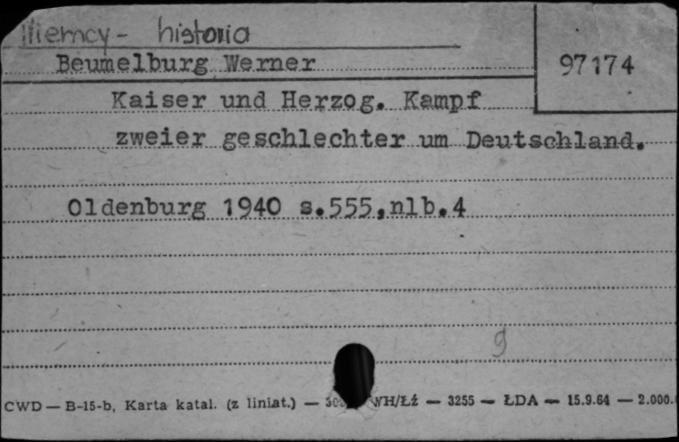 Niemcy - historia
Beumelburg Werner
97174
Kaiser und Herzog. Kampf
zweier geschlechter um Deutschland.
Oldenburg 1940 s.555,nlb.4
9
CWD — B-15-b, Karta katal. (z liniat.) — WH/Łź — 3255 — ŁDA — 15.9.64 — 2.000.